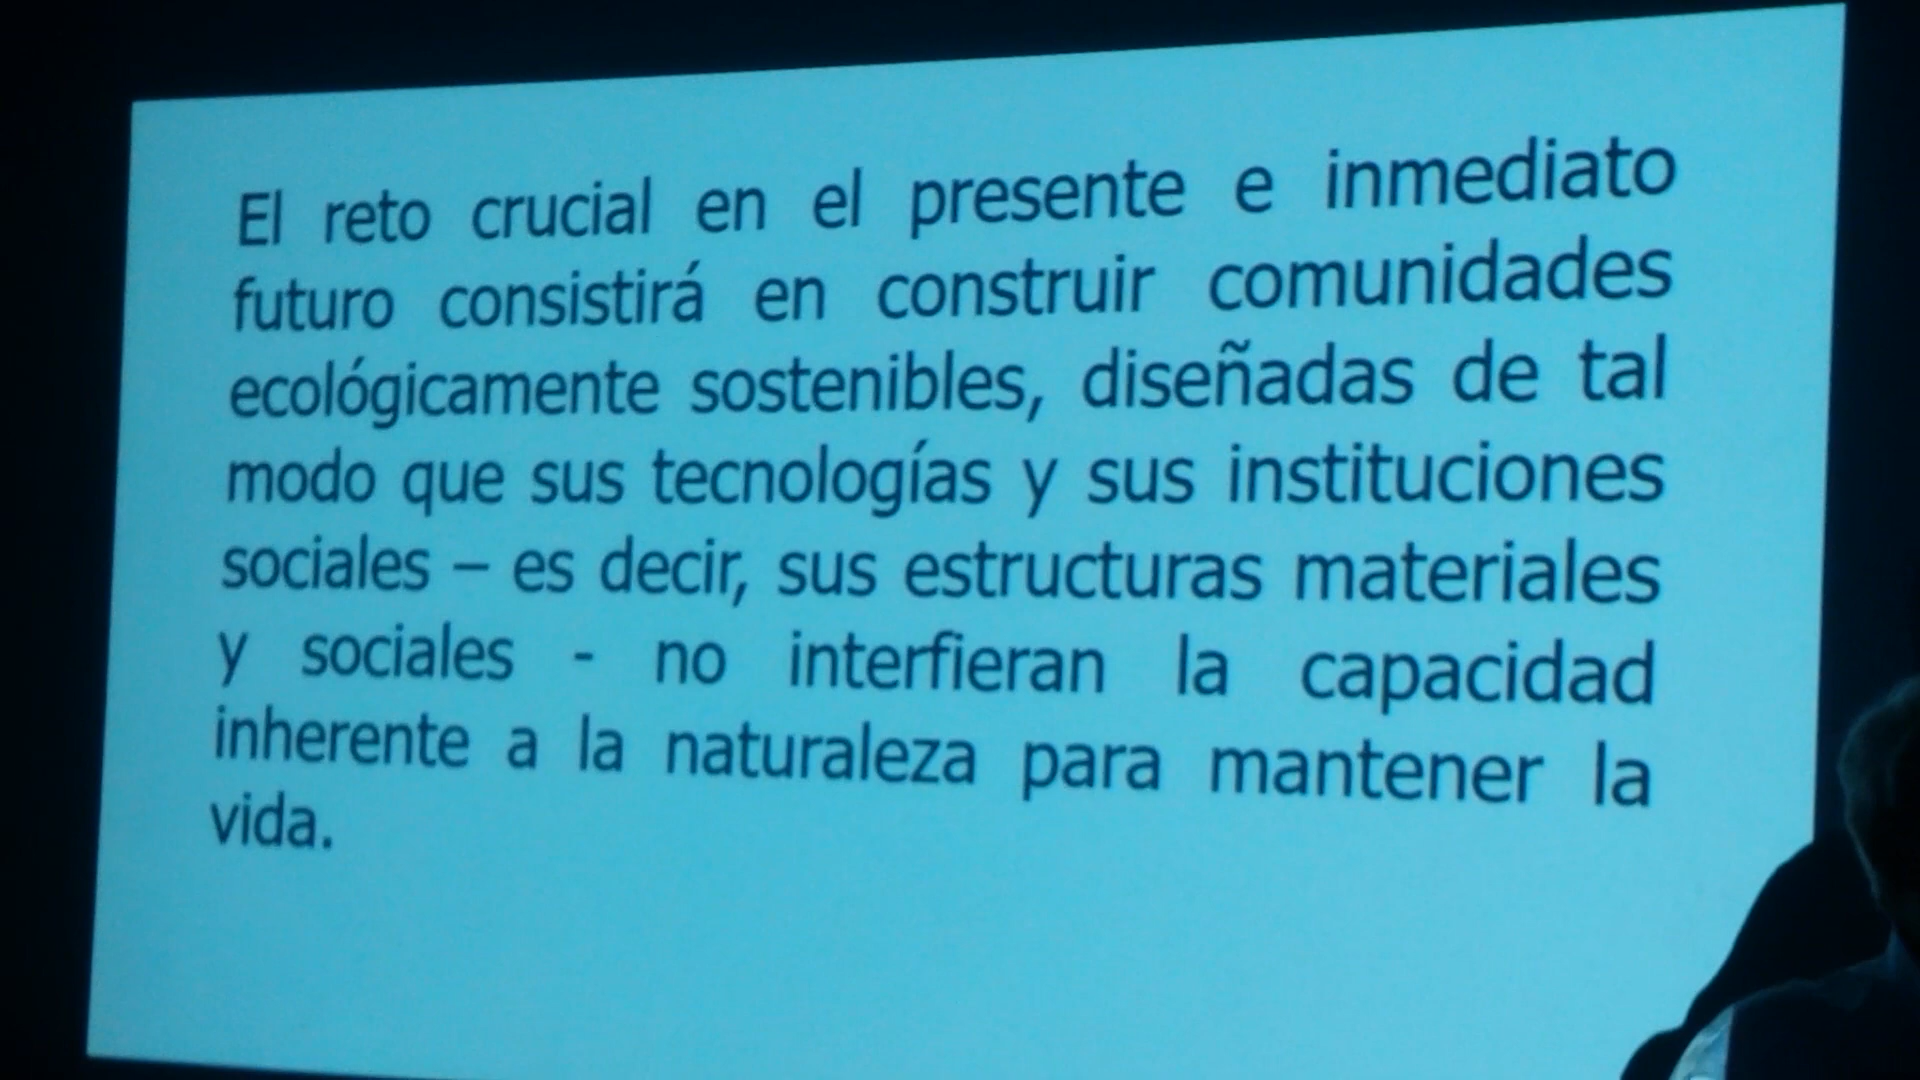 El reto crucial en el presente e inmediato
futuro consistirá en construir comunidades
ecológicamente sostenibles, diseñadas de tal
modo que sus tecnologías y sus instituciones
sociales – es decir, sus estructuras materiales
y sociales - no interfieran la capacidad
inherente a la naturaleza para mantener la
vida.